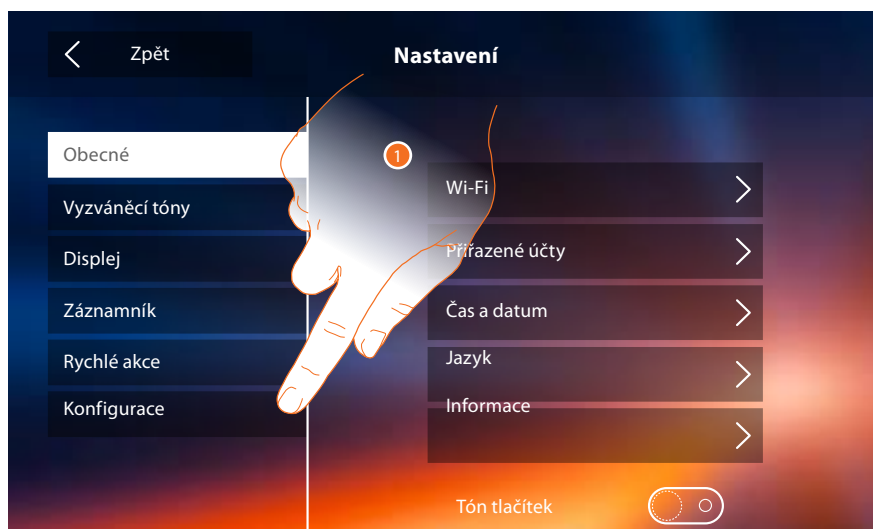 Zpět
Nastavení
Obecné
Vyzváněcí tóny
Displej
Záznamník
Rychlé akce
Konfigurace
1
Wi-Fi
Přiřazené účty
Čas a datum
Jazyk
Informace
Tón tlačítek